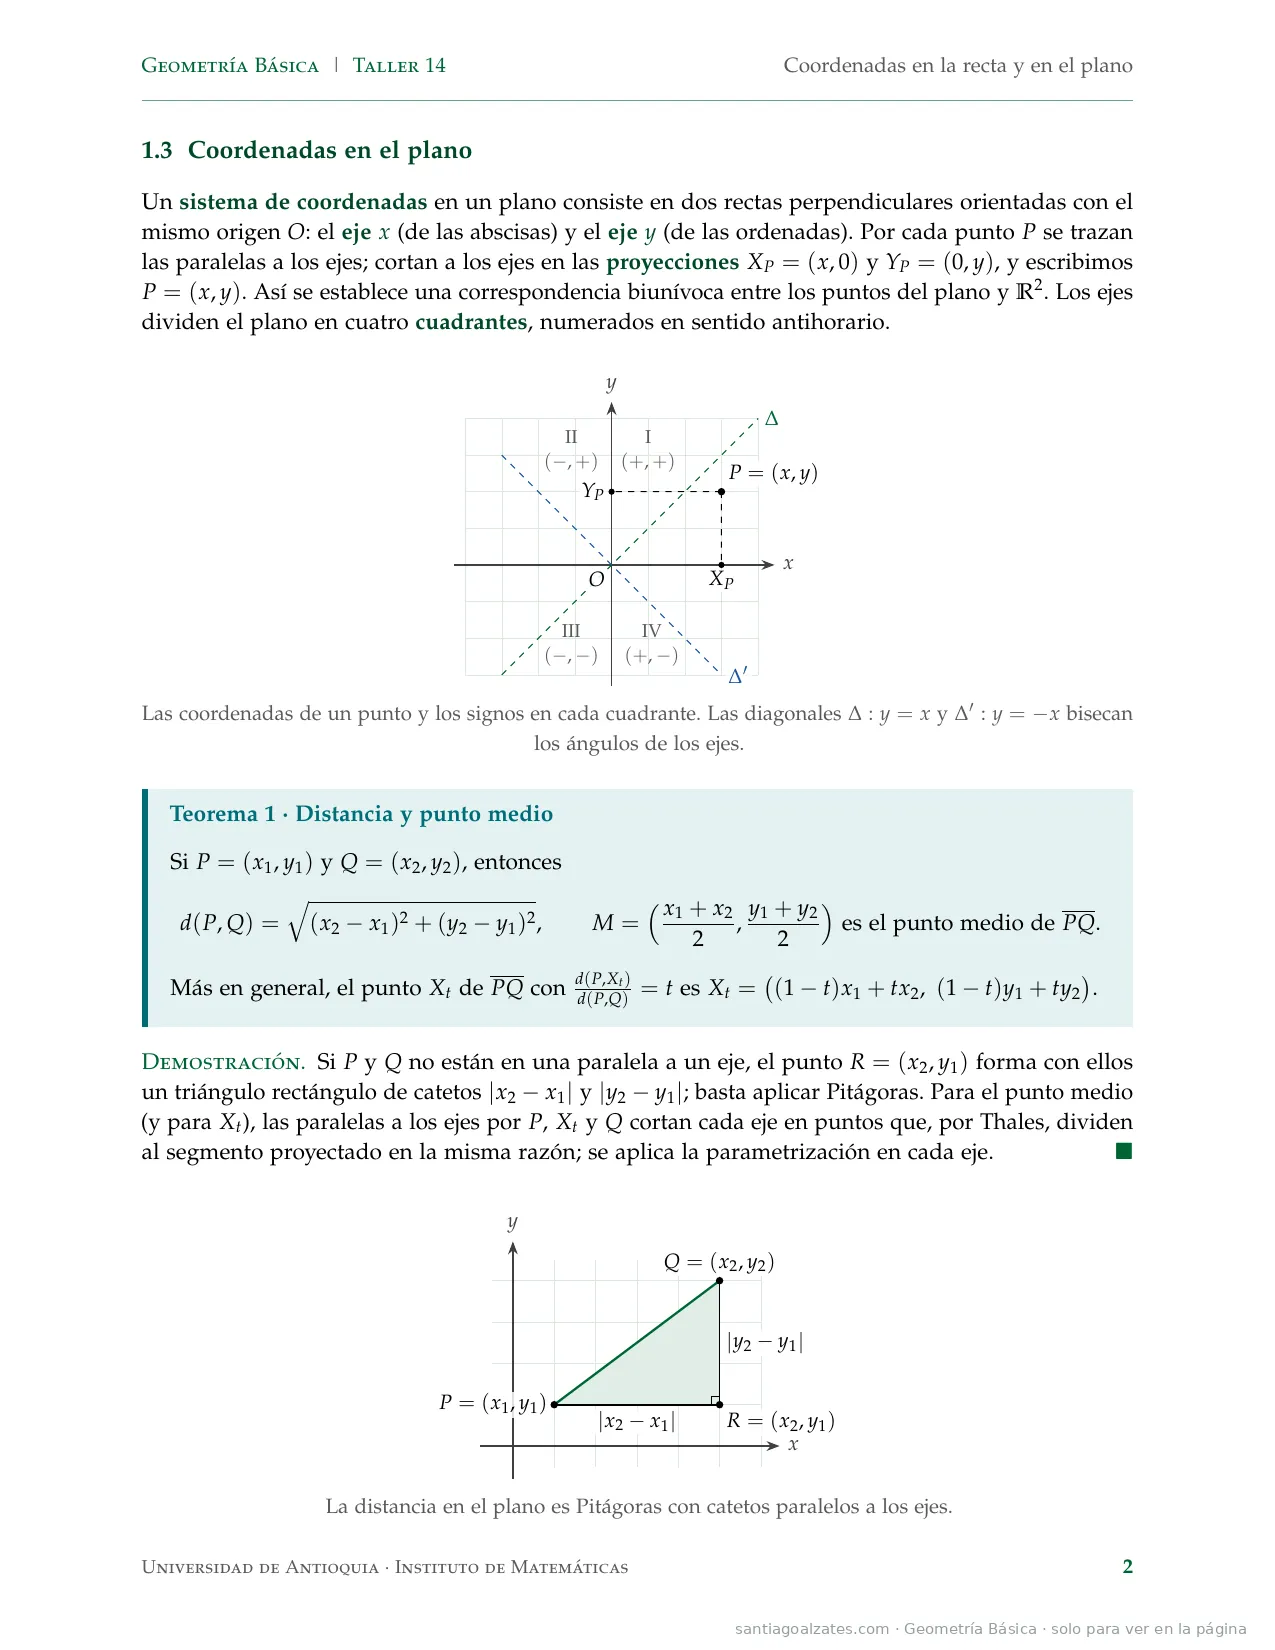 Geometría Básica | Taller 14
Coordenadas en la recta y en el plano
1.3 Coordenadas en el plano
Un sistema de coordenadas en un plano consiste en dos rectas perpendiculares orientadas con el
mismo origen O: el eje x (de las abscisas) y el eje y (de las ordenadas). Por cada punto P se trazan
las paralelas a los ejes; cortan a los ejes en las proyecciones X_P = (x, 0) y Y_P = (0, y), y escribimos
P = (x, y). Así se establece una correspondencia biunívoca entre los puntos del plano y ℝ². Los ejes
dividen el plano en cuatro cuadrantes, numerados en sentido antihorario.
y
Δ
II
I
(−, +)
(+, +)
P = (x, y)
Y_P
x
O
X_P
III
IV
(−, −)
(+, −)
Δ′
Las coordenadas de un punto y los signos en cada cuadrante. Las diagonales Δ : y = x y Δ′ : y = −x bisecan
los ángulos de los ejes.
Teorema 1 · Distancia y punto medio
Si P = (x₁, y₁) y Q = (x₂, y₂), entonces
d(P, Q) = √((x₂ − x₁)² + (y₂ − y₁)²), M = ((x₁ + x₂)/2, (y₁ + y₂)/2) es el punto medio de P̅Q̅.
Más en general, el punto X_t de P̅Q̅ con d(P,X_t)/d(P,Q) = t es X_t = ((1 − t)x₁ + tx₂, (1 − t)y₁ + ty₂).
Demostración. Si P y Q no están en una paralela a un eje, el punto R = (x₂, y₁) forma con ellos
un triángulo rectángulo de catetos |x₂ − x₁| y |y₂ − y₁|; basta aplicar Pitágoras. Para el punto medio
(y para X_t), las paralelas a los ejes por P, X_t y Q cortan cada eje en puntos que, por Thales, dividen
al segmento proyectado en la misma razón; se aplica la parametrización en cada eje. ■
y
Q = (x₂, y₂)
|y₂ − y₁|
P = (x₁, y₁)
|x₂ − x₁|
R = (x₂, y₁)
x
La distancia en el plano es Pitágoras con catetos paralelos a los ejes.
Universidad de Antioquia · Instituto de Matemáticas
2
santiagoalzates.com · Geometría Básica · solo para ver en la página